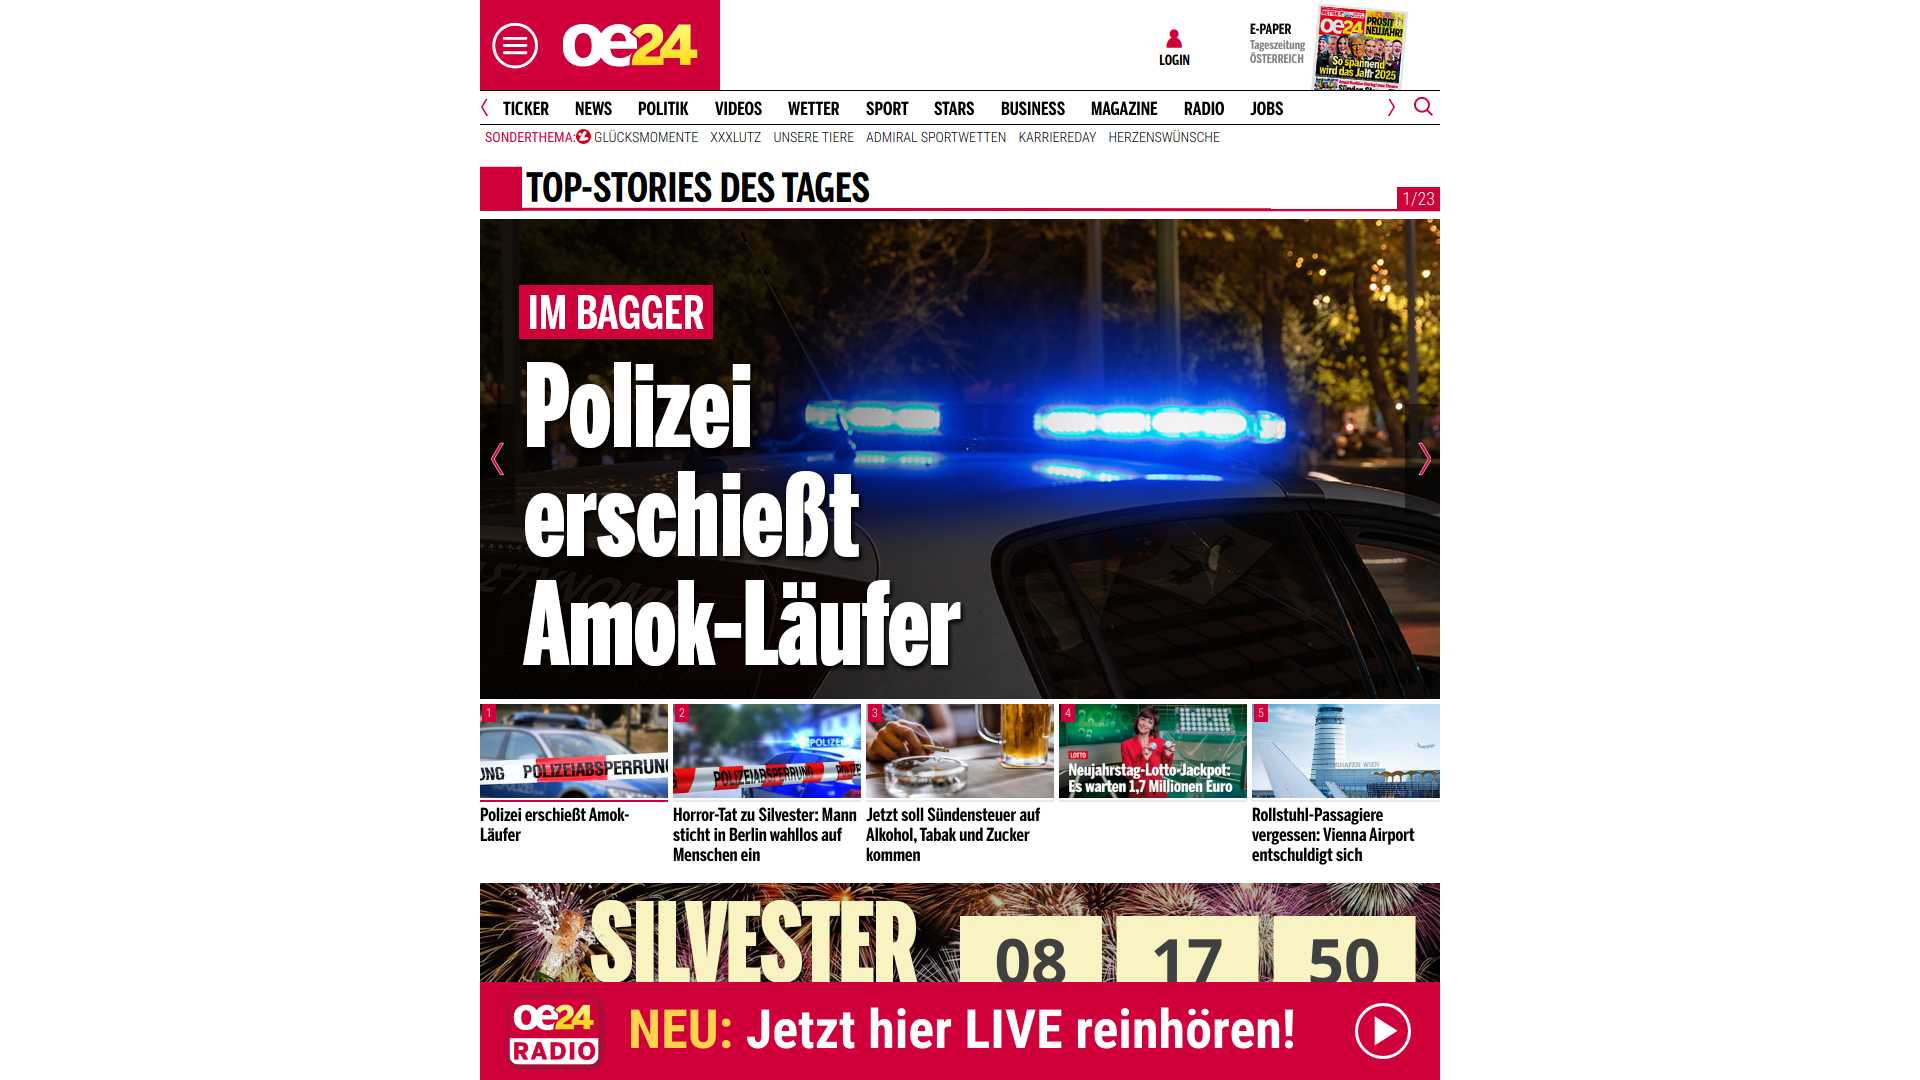 oe24
LOGIN
E-PAPER
Tageszeitung
ÖSTERREICH
oe24
PROSIT
NEUJAHR!
So spannend
wird das Jahr 2025
TICKER NEWS POLITIK VIDEOS WETTER SPORT STARS BUSINESS MAGAZINE RADIO JOBS
SONDERTHEMA: GLÜCKSMOMENTE XXXLUTZ UNSERE TIERE ADMIRAL SPORTWETTEN KARRIEREDAY HERZENSWÜNSCHE
TOP-STORIES DES TAGES
1/23
IM BAGGER
Polizei
erschießt
Amok-Läufer
1
POLIZEIABSPERRUNG
Polizei erschießt Amok-
Läufer
2
POLIZEI
POLIZEIABSPERRUNG
Horror-Tat zu Silvester: Mann
sticht in Berlin wahllos auf
Menschen ein
3
Jetzt soll Sündensteuer auf
Alkohol, Tabak und Zucker
kommen
4
LOTTO
Neujahrstag-Lotto-Jackpot:
Es warten 1,7 Millionen Euro
5
FLUGHAFEN WIEN
Rollstuhl-Passagiere
vergessen: Vienna Airport
entschuldigt sich
SILVESTER
08 17 50
oe24
RADIO
NEU: Jetzt hier LIVE reinhören!